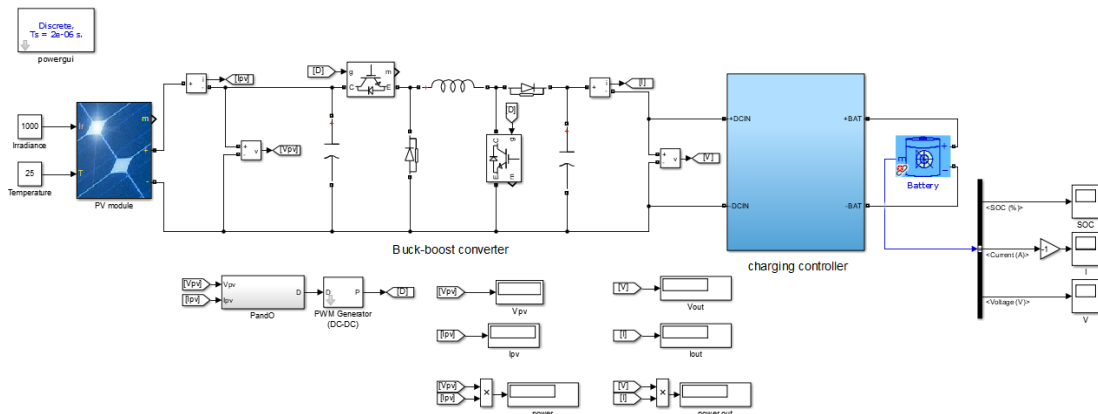 Discrete,
Ts = 2e-06 s.
powergui
[Ipv]
[D]
g
m
C
E
i
+
-
[I]
1000
Irradiance
Ir
m
+
-
25
Temperature
T
PV module
+
-
v
[Vpv]
[D]
C
g
E
m
+
-
v
[V]
+DCIN
-DCIN
+BAT
-BAT
charging controller
m
+
-
Battery
Buck-boost converter
<SOC (%)>
SOC
<Current (A)>
-1
I
<Voltage (V)>
V
[Vpv]
[Ipv]
Vpv
Ipv
D
PandO
D
P
PWM Generator
(DC-DC)
[D]
[Vpv]
Vpv
[V]
Vout
[Ipv]
Ipv
[I]
Iout
[Vpv]
[Ipv]
×
power
[V]
[I]
×
power out